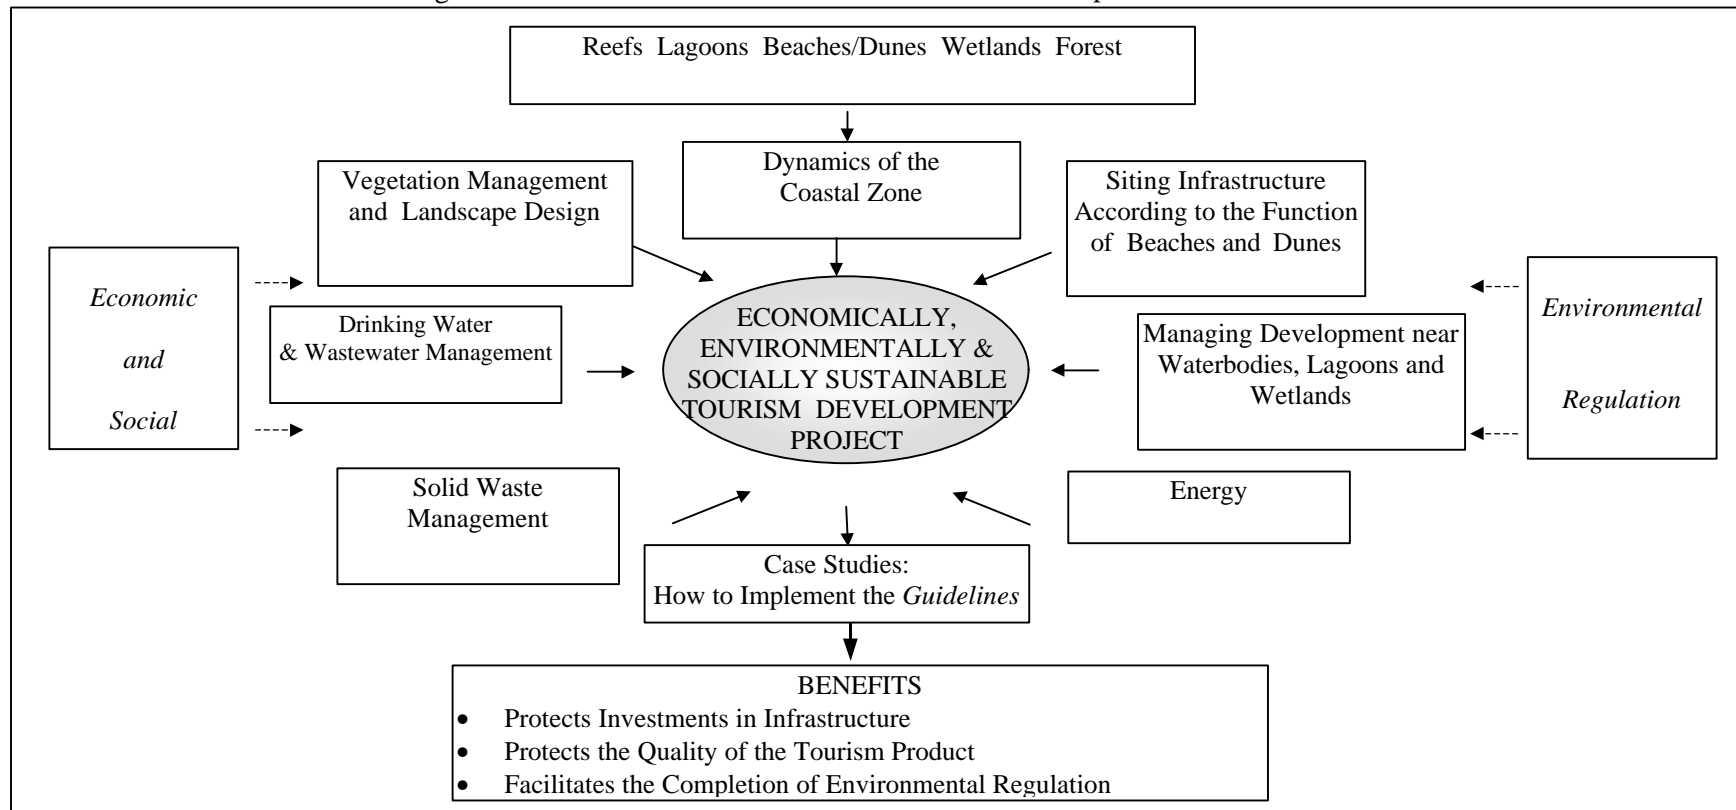 Reefs Lagoons Beaches/Dunes Wetlands Forest
Dynamics of the
Coastal Zone
Vegetation Management
and Landscape Design
Siting Infrastructure
According to the Function
of Beaches and Dunes
Economic
and
Social
Drinking Water
& Wastewater Management
ECONOMICALLY,
ENVIRONMENTALLY &
SOCIALLY SUSTAINABLE
TOURISM DEVELOPMENT
PROJECT
Managing Development near
Waterbodies, Lagoons and
Wetlands
Environmental
Regulation
Solid Waste
Management
Energy
Case Studies:
How to Implement the Guidelines
BENEFITS
• Protects Investments in Infrastructure
• Protects the Quality of the Tourism Product
• Facilitates the Completion of Environmental Regulation